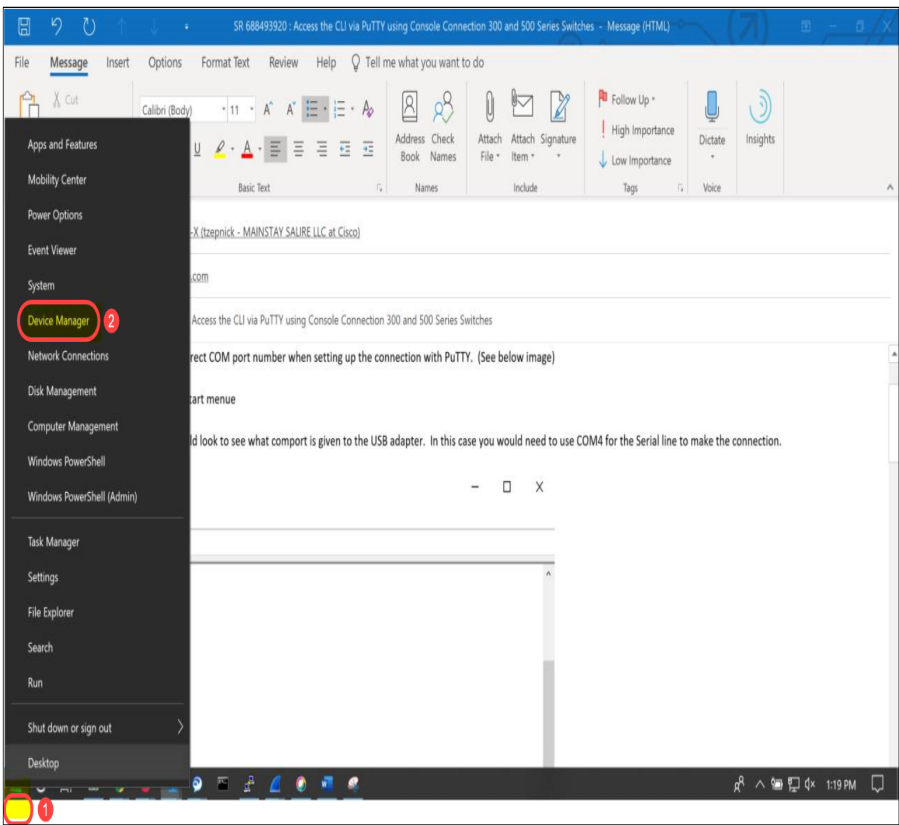 SR 688493920 : Access the CLI via PuTTY using Console Connection 300 and 500 Series Switches - Message (HTML)
File Message Insert Options Format Text Review Help Tell me what you want to do
Cut
Calibri (Body) 11 A A
U A
Address Book
Check Names
Attach File
Attach Item
Signature
Follow Up
High Importance
Low Importance
Dictate
Insights
Basic Text Names Include Tags Voice
-X (tzepnick - MAINSTAY SALIRE LLC at Cisco)
.com
Access the CLI via PuTTY using Console Connection 300 and 500 Series Switches
rect COM port number when setting up the connection with PuTTY. (See below image)
tart menue
ld look to see what comport is given to the USB adapter. In this case you would need to use COM4 for the Serial line to make the connection.
Apps and Features
Mobility Center
Power Options
Event Viewer
System
Device Manager 2
Network Connections
Disk Management
Computer Management
Windows PowerShell
Windows PowerShell (Admin)
Task Manager
Settings
File Explorer
Search
Run
Shut down or sign out
Desktop
1:19 PM
1